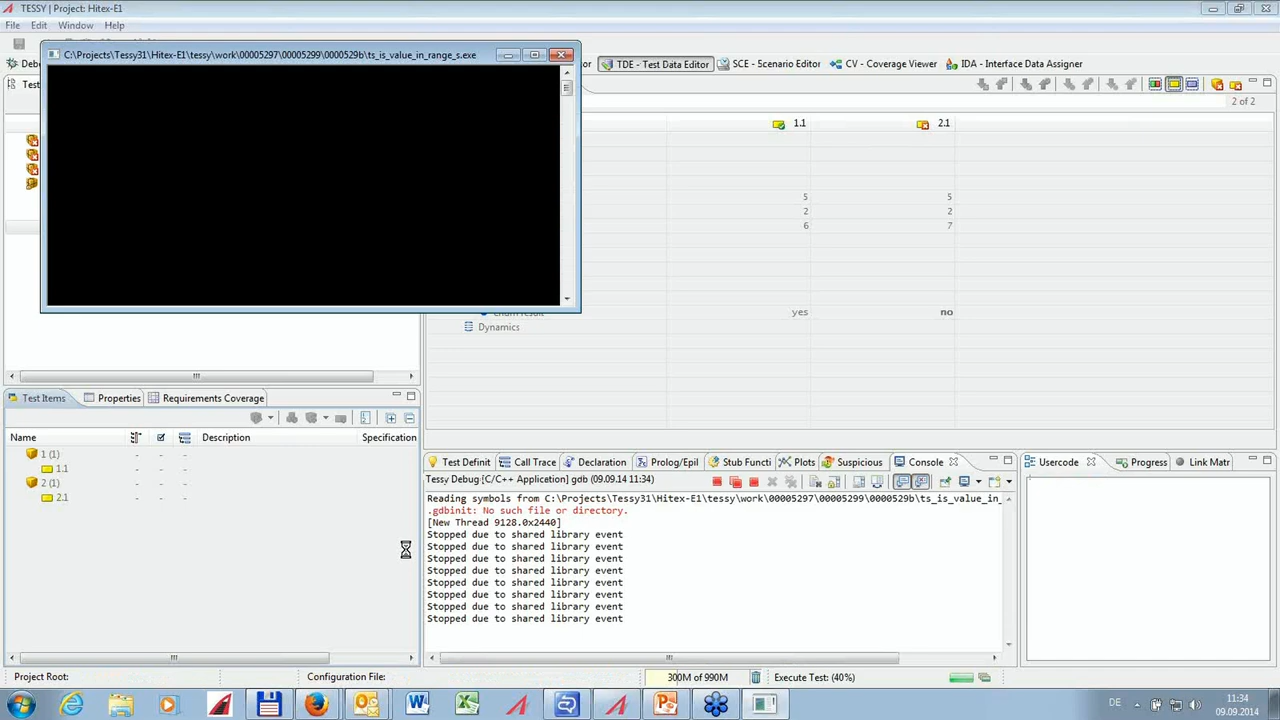 TESSY | Project: Hitex-E1
File Edit Window Help
C:\Projects\Tessy31\Hitex-E1\tessy\work\00005297\00005299\0000529b\ts_is_value_in_range_s.exe
TDE - Test Data Editor SCE - Scenario Editor CV - Coverage Viewer IDA - Interface Data Assigner
2 of 2
1.1 2.1
5 5
2 2
6 7
yes no
Dynamics
Test Items Properties Requirements Coverage
Name Description Specification
1 (1)
1.1
2 (1)
2.1
Test Definit Call Trace Declaration Prolog/Epil Stub Functi Plots Suspicious Console
Usercode Progress Link Matr
Tessy Debug [C/C++ Application] gdb (09.09.14 11:34)
Reading symbols from C:\Projects\Tessy31\Hitex-E1\tessy\work\00005297\00005299\0000529b\ts_is_value_in_
.gdbinit: No such file or directory.
[New Thread 9128.0x2440]
Stopped due to shared library event
Stopped due to shared library event
Stopped due to shared library event
Stopped due to shared library event
Stopped due to shared library event
Stopped due to shared library event
Stopped due to shared library event
Stopped due to shared library event
Project Root: Configuration File: 300M of 990M Execute Test: (40%)
DE 11:34
09.09.2014